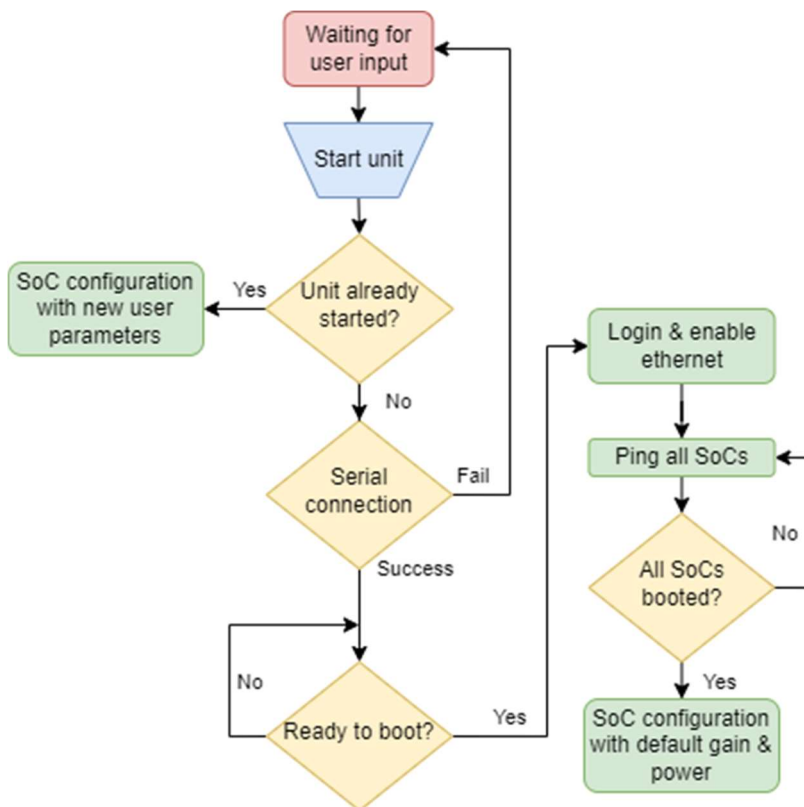 Waiting for
user input
Start unit
SoC configuration
with new user
parameters
Yes
Unit already
started?
No
Serial
connection
Fail
Success
No
Ready to boot?
Yes
Login & enable
ethernet
Ping all SoCs
No
All SoCs
booted?
Yes
SoC configuration
with default gain &
power